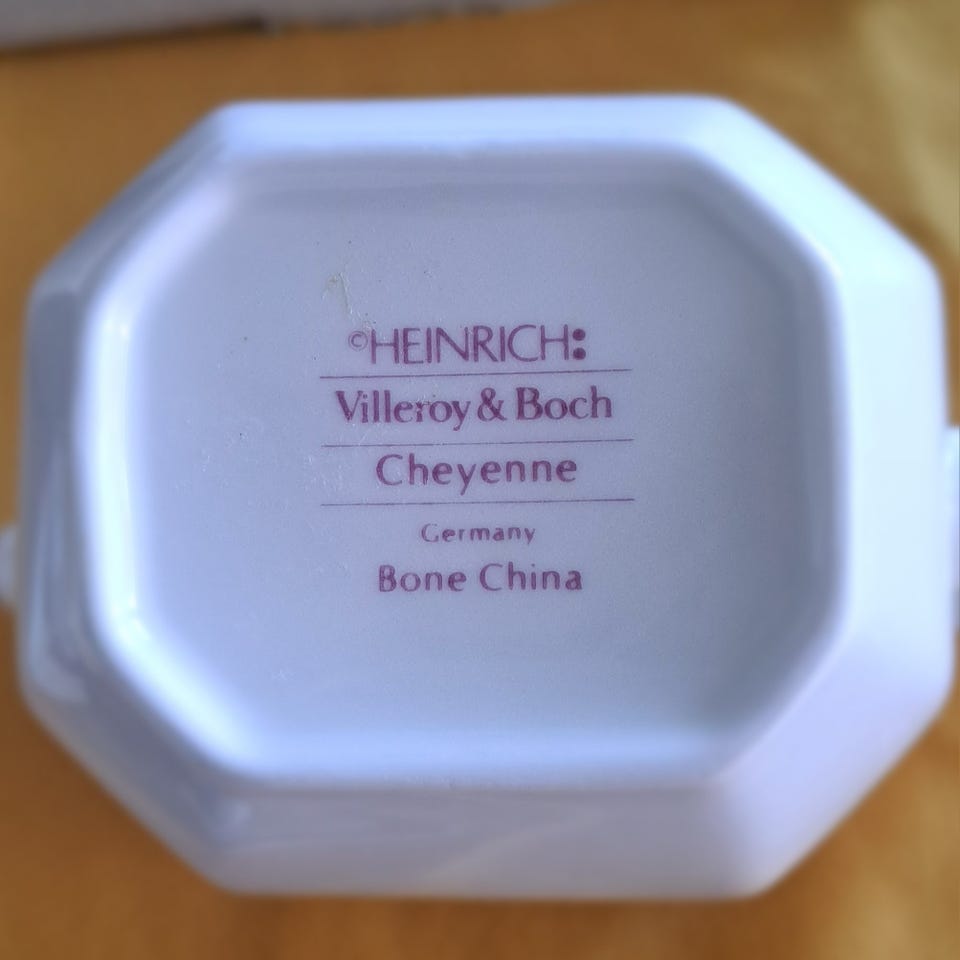 ©HEINRICH:
Villeroy & Boch
Cheyenne
Germany
Bone China